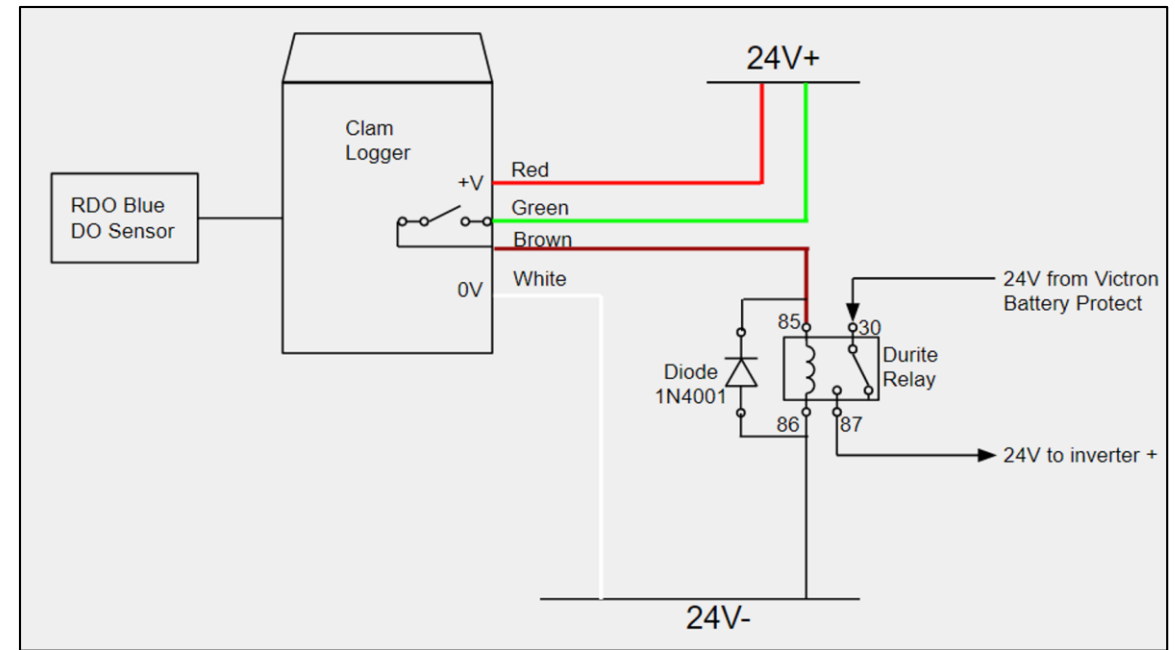 24V+
Clam
Logger
+V
Red
RDO Blue
DO Sensor
Green
Brown
0V
White
24V from Victron
Battery Protect
85
30
Durite
Relay
Diode
1N4001
86
87
24V to inverter +
24V-